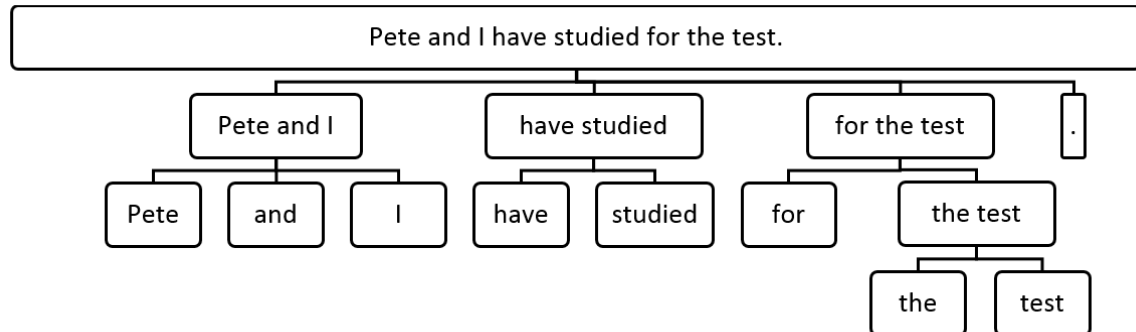 Pete and I have studied for the test.
Pete and I have studied for the test .
Pete and I have studied for the test
the test